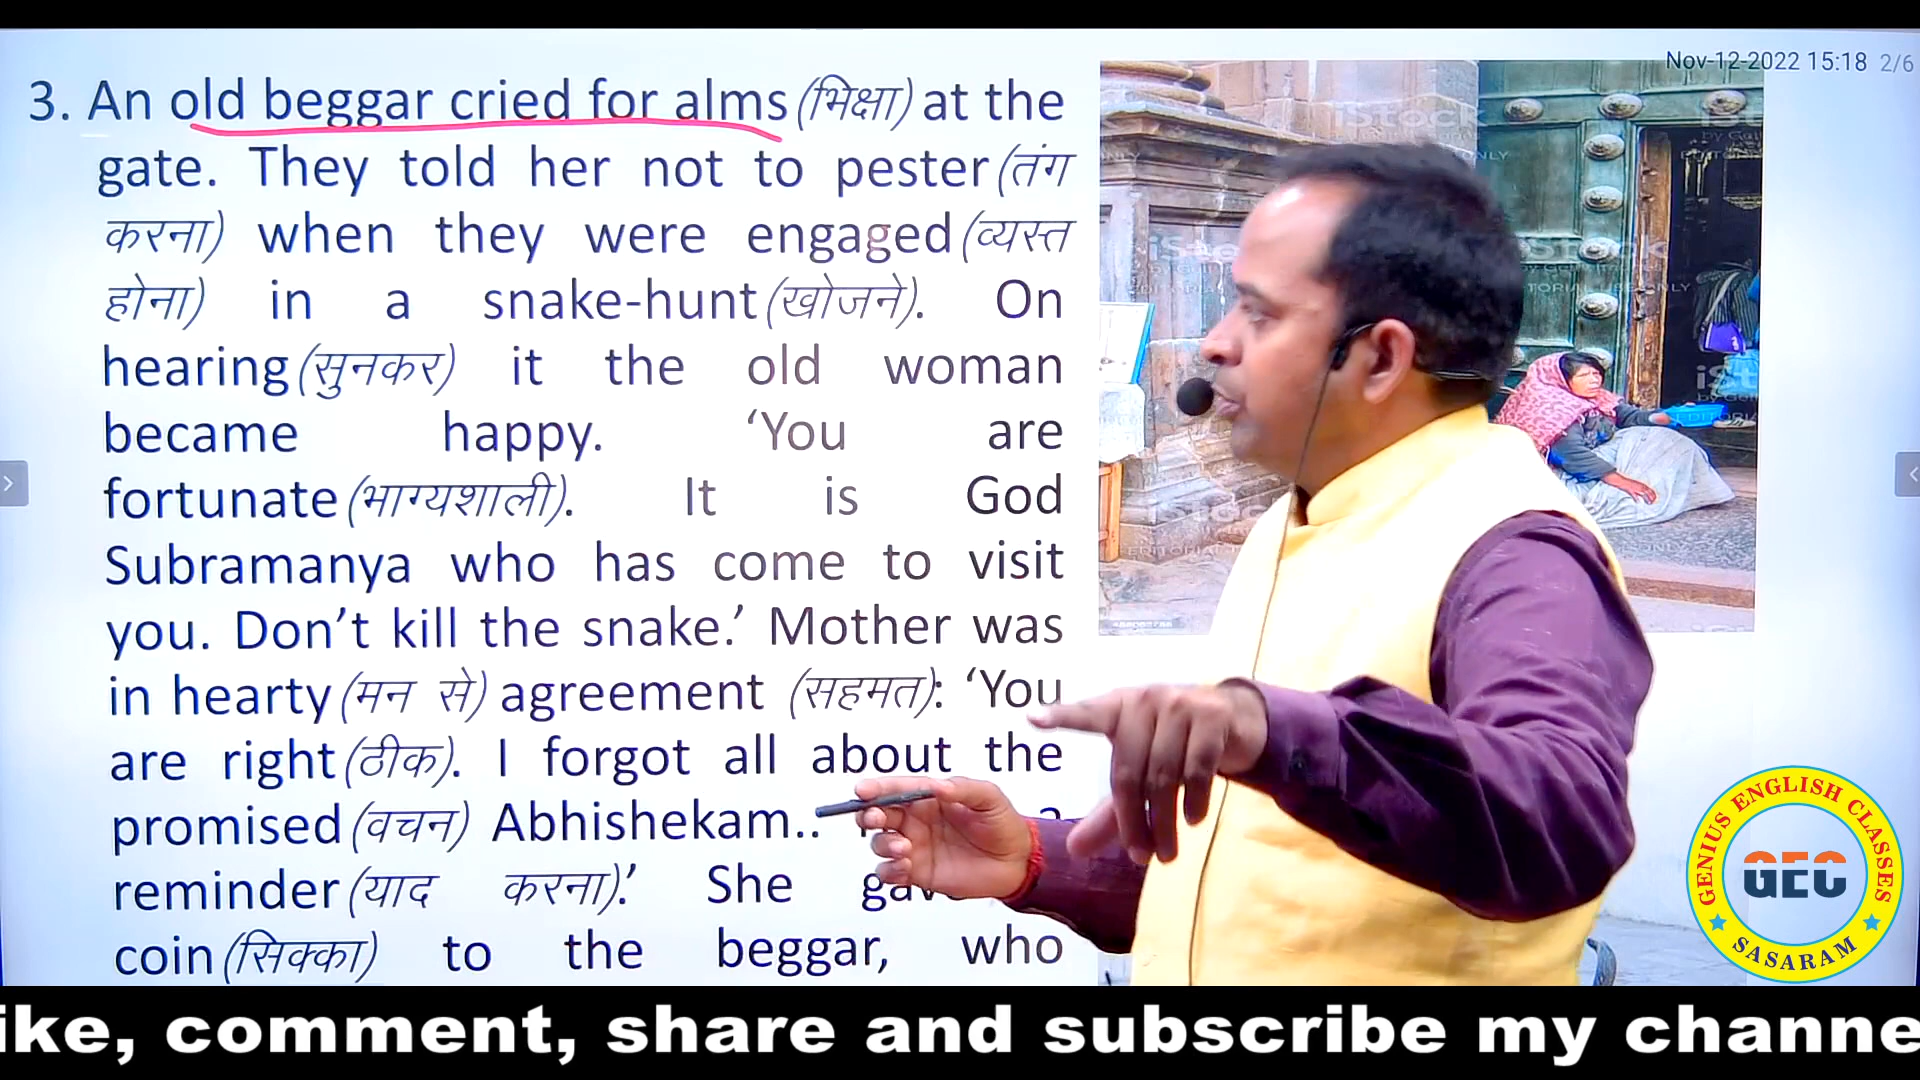 Nov-12-2022 15:18 2/6
3. An old beggar cried for alms (भिक्षा) at the
gate. They told her not to pester (तंग
करना) when they were engaged (व्यस्त
होना) in a snake-hunt (खोजने). On
hearing (सुनकर) it the old woman
became happy. ‘You are
fortunate (भाग्यशाली). It is God
Subramanya who has come to visit
you. Don’t kill the snake.’ Mother was
in hearty (मन से) agreement (सहमत): ‘You
are right (ठीक). I forgot all about the
promised (वचन) Abhishekam.. a
reminder (याद करना).’ She
coin (सिक्का) to the beggar, who
iStock
GENIUS ENGLISH CLASSES
GEC
SASARAM
ike, comment, share and subscribe my channe